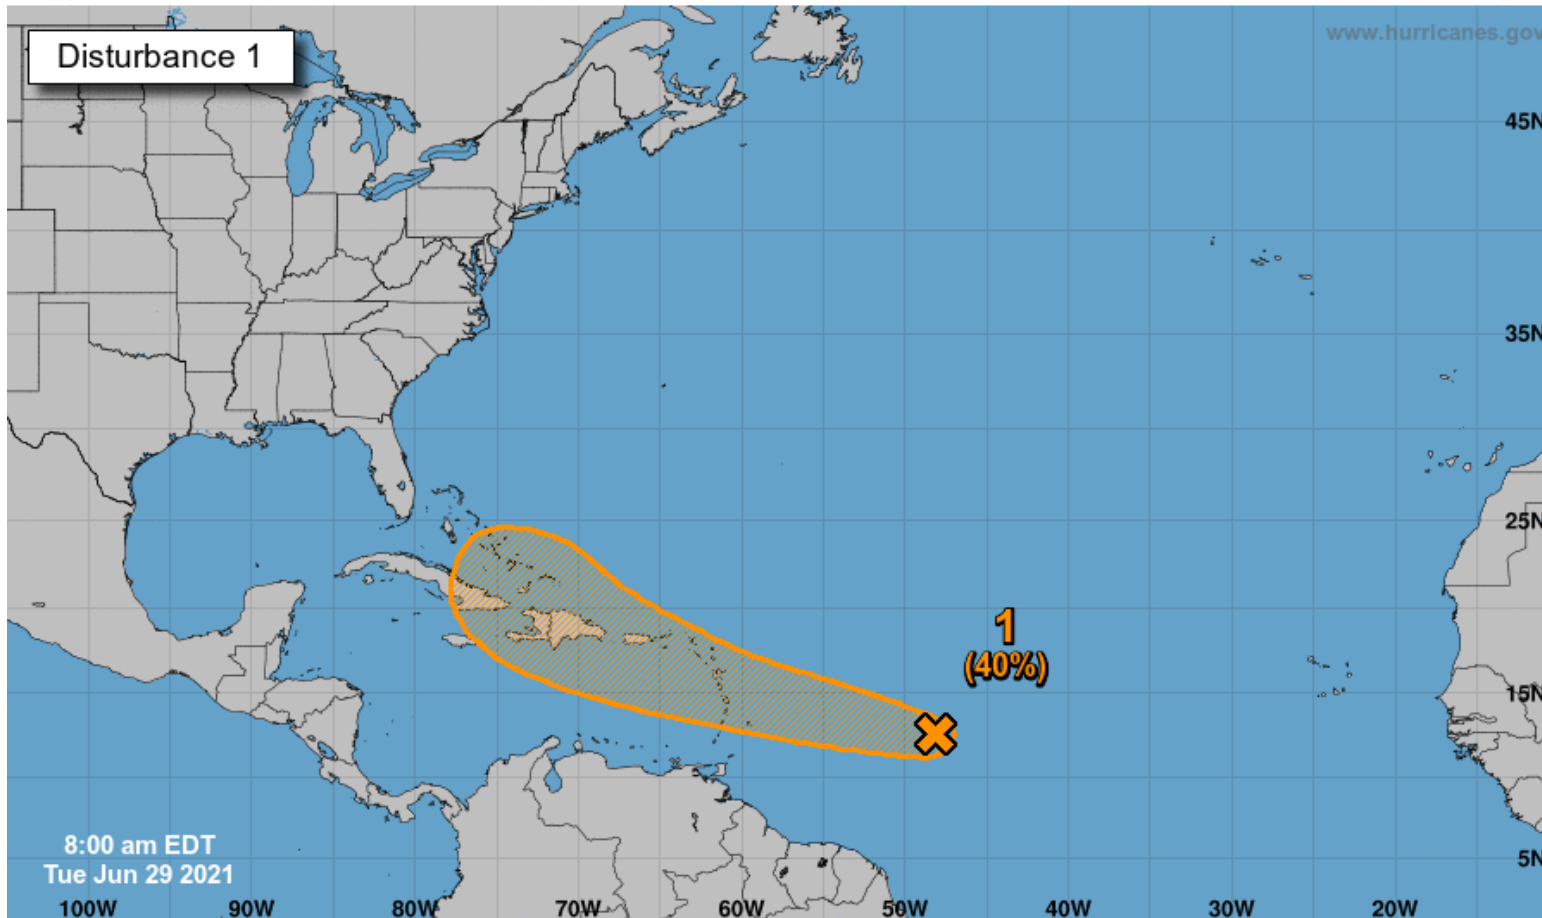 Disturbance 1
www.hurricanes.gov
45N
35N
25N
1
(40%)
15N
8:00 am EDT
Tue Jun 29 2021
5N
100W 90W 80W 70W 60W 50W 40W 30W 20W